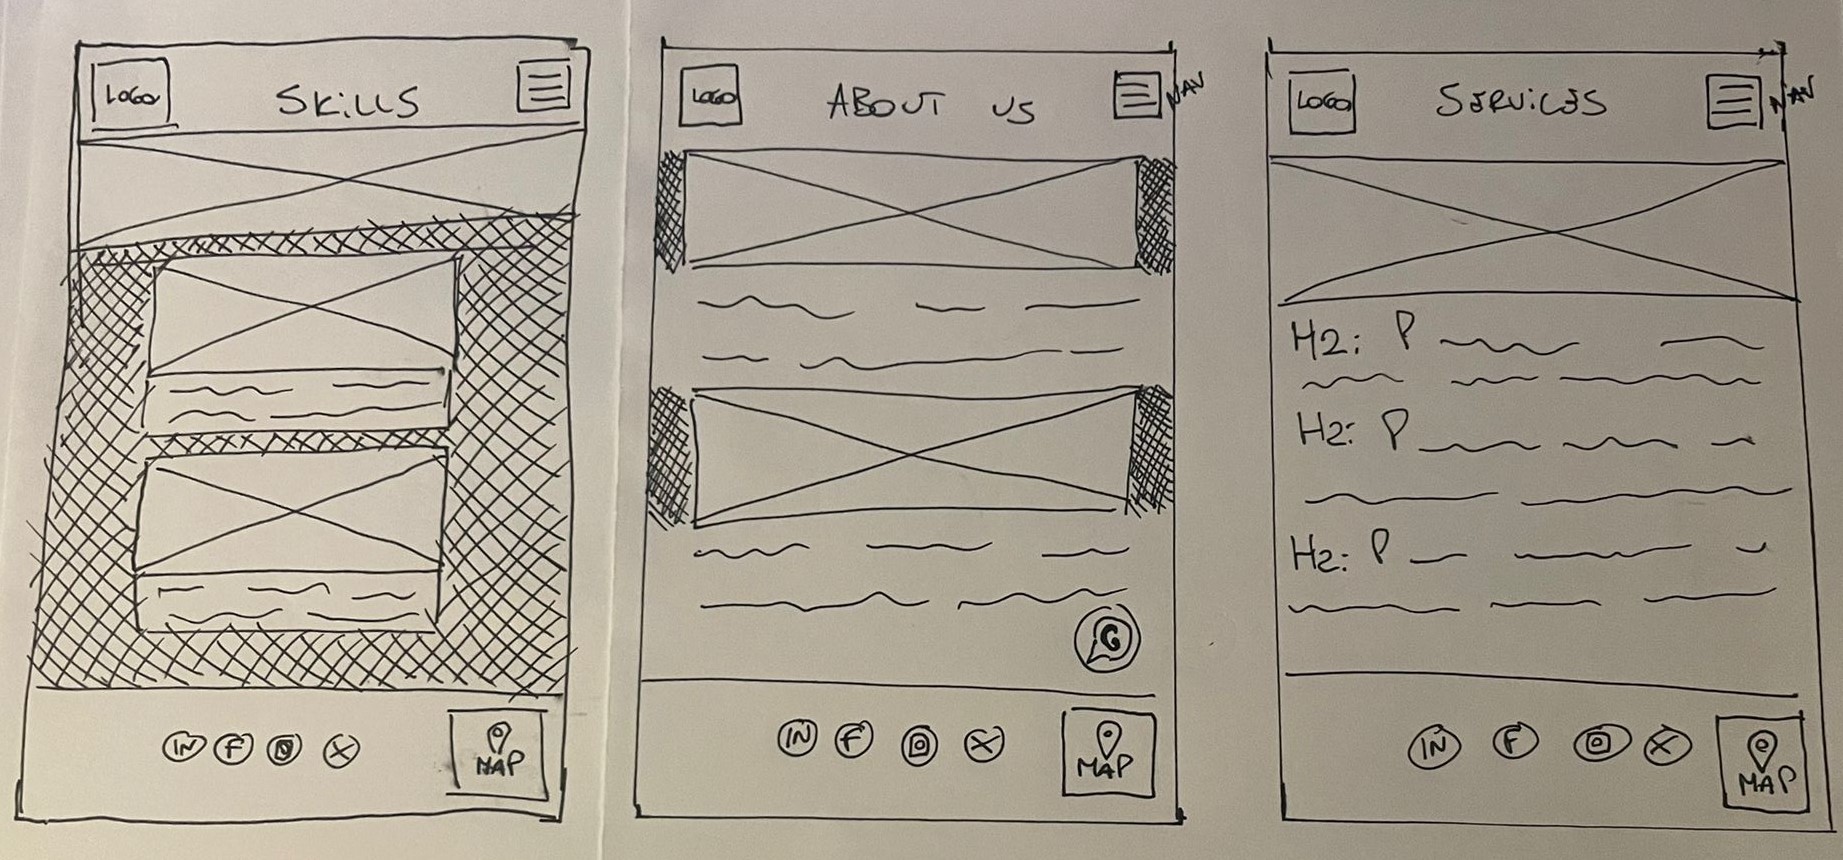 LOGO
SKiLLS
IN F X
MAP
LOGO
ABOUT US
NAV
IN F X
MAP
LOGO
SERViCES
NAV
H2: P
H2: P
H2: P
IN F X
MAP